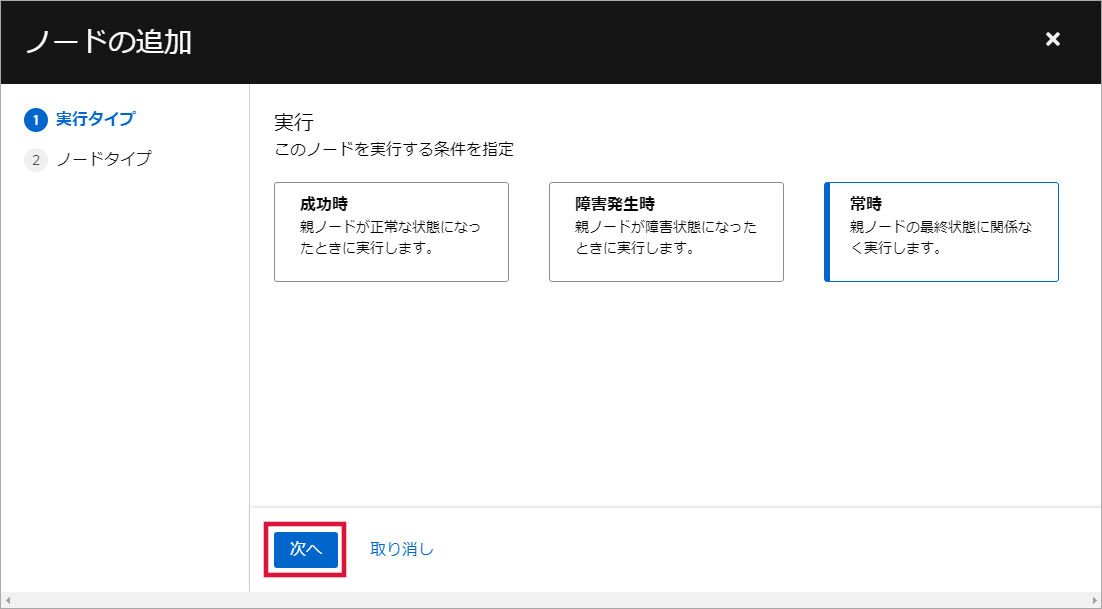 ノードの追加
1 実行タイプ
2 ノードタイプ
実行
このノードを実行する条件を指定
成功時
親ノードが正常な状態になっ
たときに実行します。
障害発生時
親ノードが障害状態になった
ときに実行します。
常時
親ノードの最終状態に関係な
く実行します。
次へ
取り消し